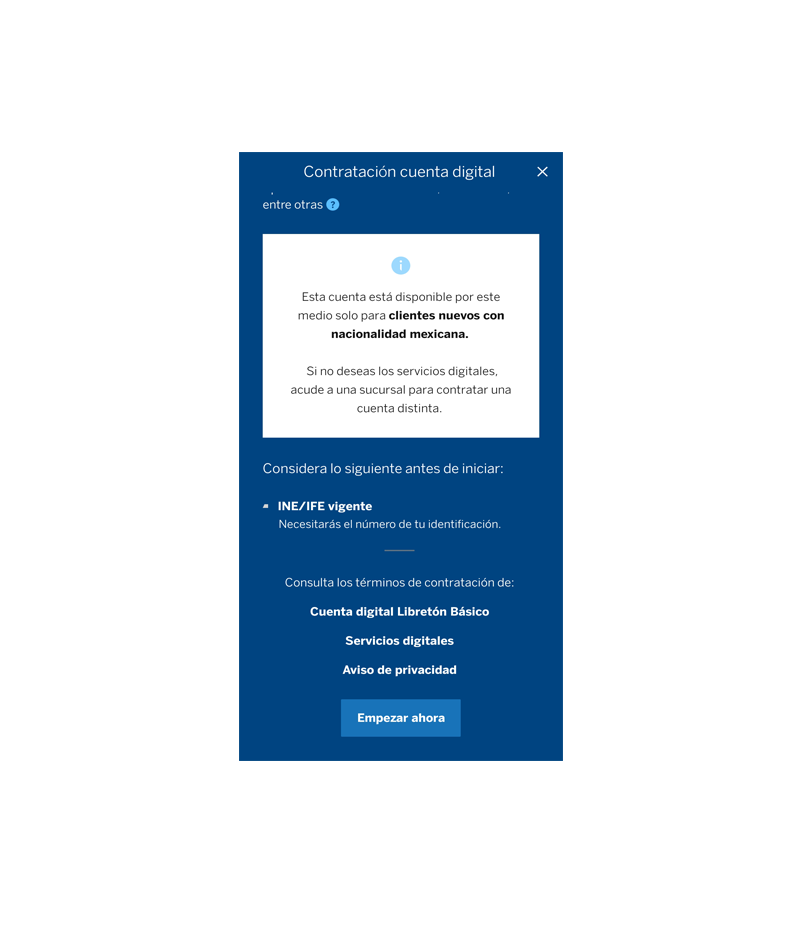 Contratación cuenta digital
entre otras ?
Esta cuenta está disponible por este
medio solo para clientes nuevos con
nacionalidad mexicana.
Si no deseas los servicios digitales,
acude a una sucursal para contratar una
cuenta distinta.
Considera lo siguiente antes de iniciar:
INE/IFE vigente
Necesitarás el número de tu identificación.
Consulta los términos de contratación de:
Cuenta digital Libretón Básico
Servicios digitales
Aviso de privacidad
Empezar ahora